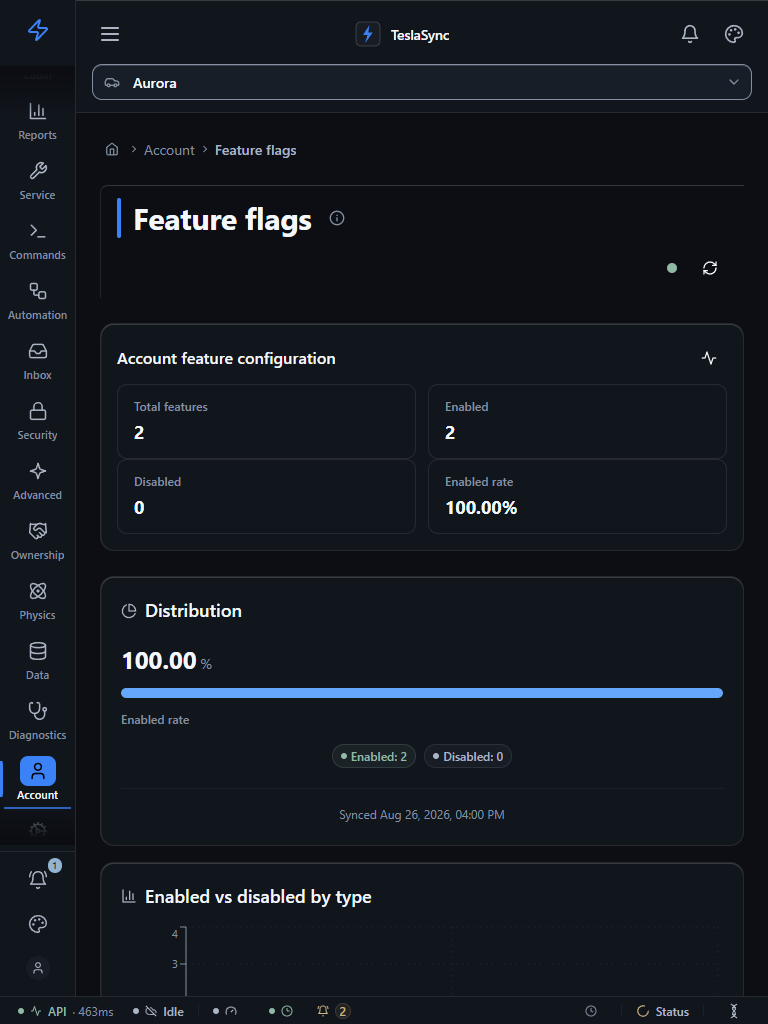 TeslaSync
Aurora
Reports
Service
Commands
Automation
Inbox
Security
Advanced
Ownership
Physics
Data
Diagnostics
Account
1
Account
Feature flags
Feature flags
Account feature configuration
Total features
2
Enabled
2
Disabled
0
Enabled rate
100.00%
Distribution
100.00 %
Enabled rate
Enabled: 2
Disabled: 0
Synced Aug 26, 2026, 04:00 PM
Enabled vs disabled by type
4
3
API · 463ms
Idle
2
Status